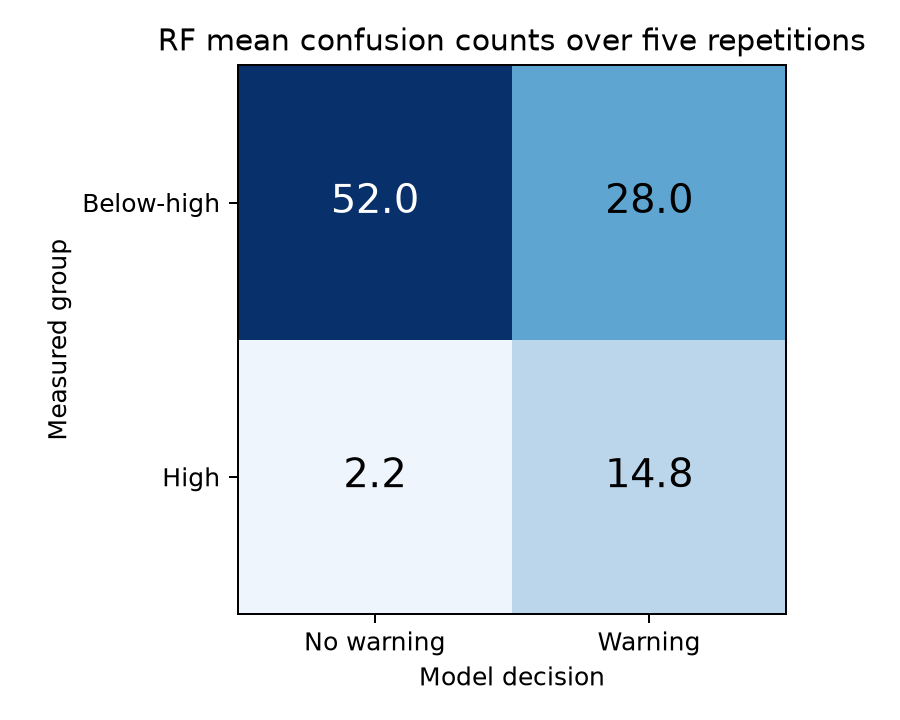 RF mean confusion counts over five repetitions
Measured group
Below-high
52.0
28.0
High
2.2
14.8
No warning
Warning
Model decision